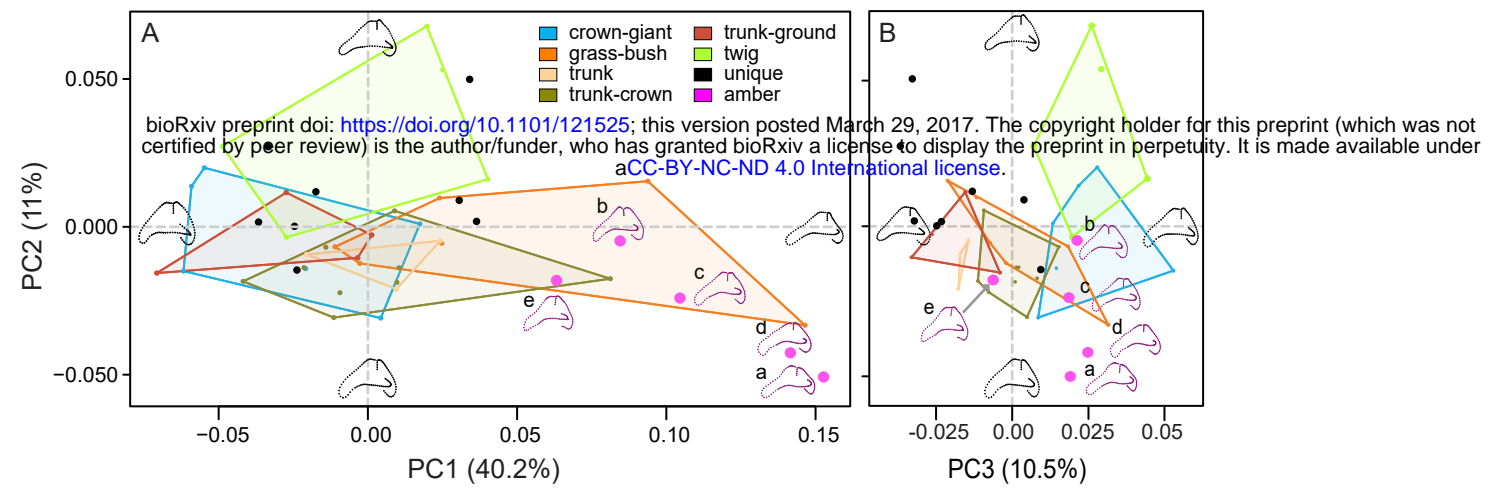 A
B
crown-giant
grass-bush
trunk
trunk-crown
trunk-ground
twig
unique
amber
bioRxiv preprint doi: https://doi.org/10.1101/121525; this version posted March 29, 2017. The copyright holder for this preprint (which was not
certified by peer review) is the author/funder, who has granted bioRxiv a license to display the preprint in perpetuity. It is made available under
aCC-BY-NC-ND 4.0 International license.
PC2 (11%)
0.050
0.000
−0.050
b
c
e
d
a
b
c
e
d
a
−0.05
0.00
0.05
0.10
0.15
PC1 (40.2%)
-0.025
0.00
0.025
0.05
PC3 (10.5%)